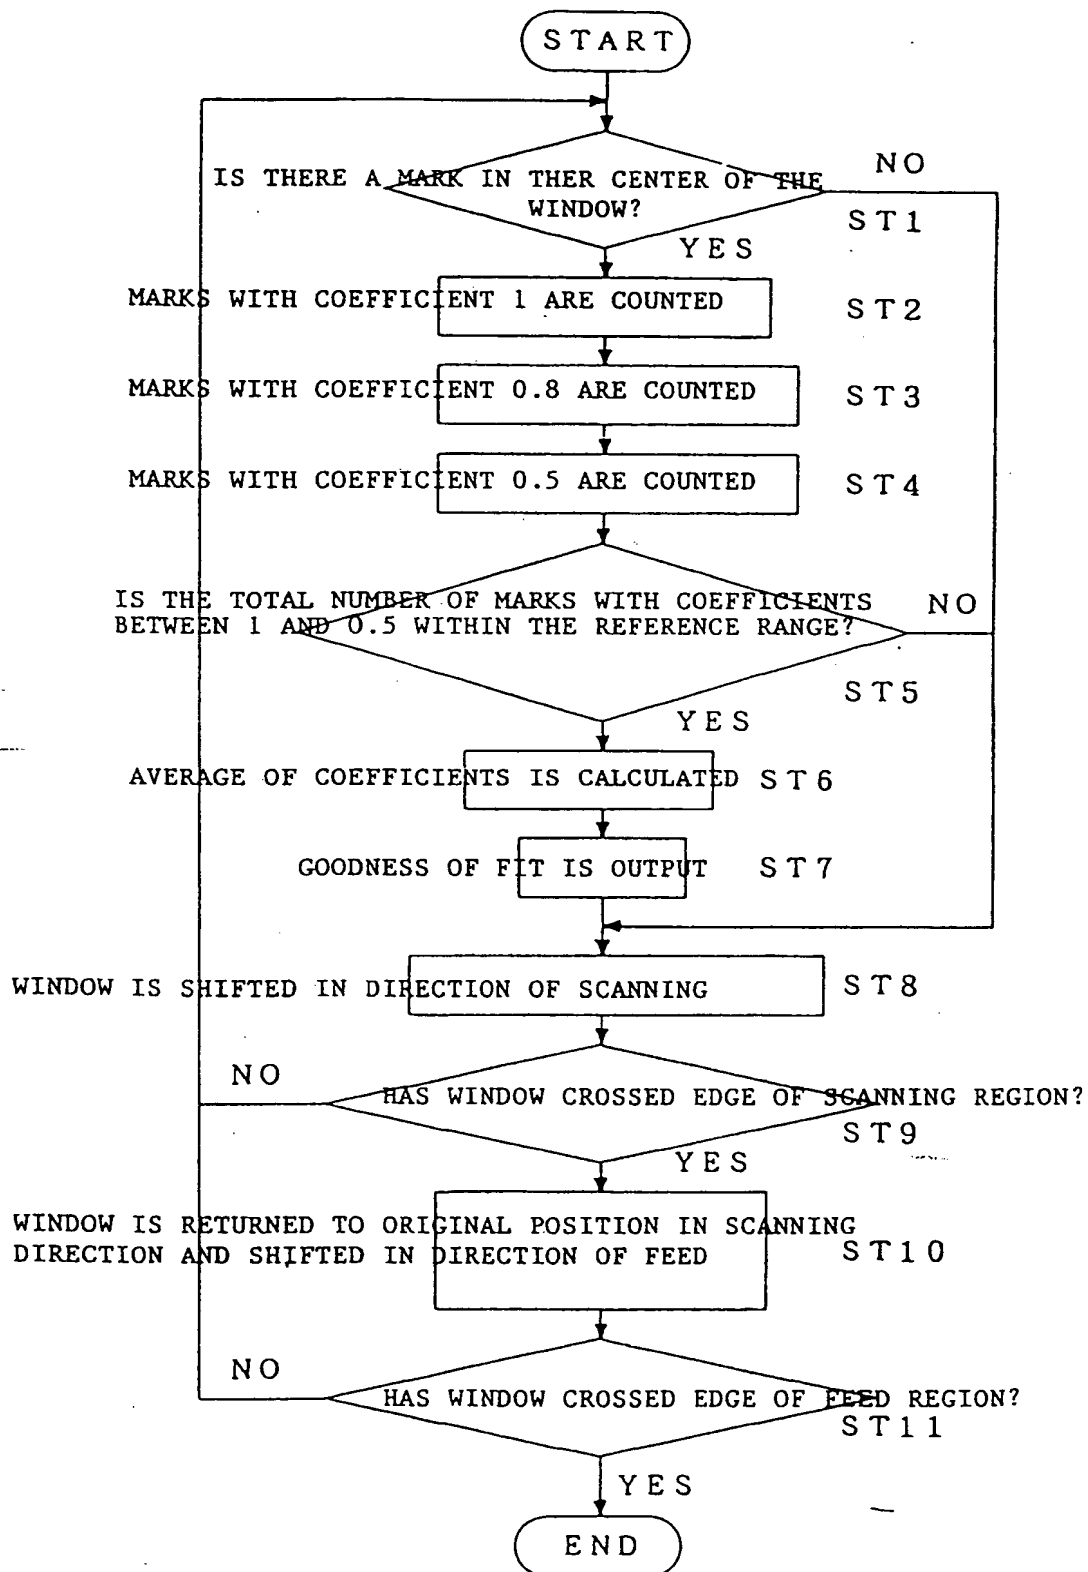 START
IS THERE A MARK IN THER CENTER OF THE
WINDOW?
NO
ST1
YES
MARKS WITH COEFFICIENT 1 ARE COUNTED
ST2
MARKS WITH COEFFICIENT 0.8 ARE COUNTED
ST3
MARKS WITH COEFFICIENT 0.5 ARE COUNTED
ST4
IS THE TOTAL NUMBER OF MARKS WITH COEFFICIENTS
BETWEEN 1 AND 0.5 WITHIN THE REFERENCE RANGE?
NO
ST5
YES
AVERAGE OF COEFFICIENTS IS CALCULATED
ST6
GOODNESS OF FIT IS OUTPUT
ST7
WINDOW IS SHIFTED IN DIRECTION OF SCANNING
ST8
NO
HAS WINDOW CROSSED EDGE OF SCANNING REGION?
ST9
YES
WINDOW IS RETURNED TO ORIGINAL POSITION IN SCANNING
DIRECTION AND SHIFTED IN DIRECTION OF FEED
ST10
NO
HAS WINDOW CROSSED EDGE OF FEED REGION?
ST11
YES
END